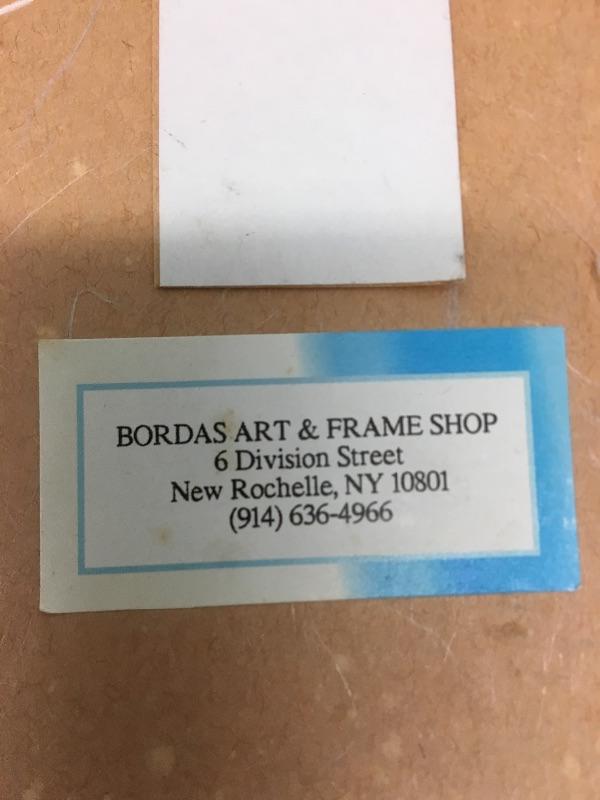 BORDAS ART & FRAME SHOP
6 Division Street
New Rochelle, NY 10801
(914) 636-4966